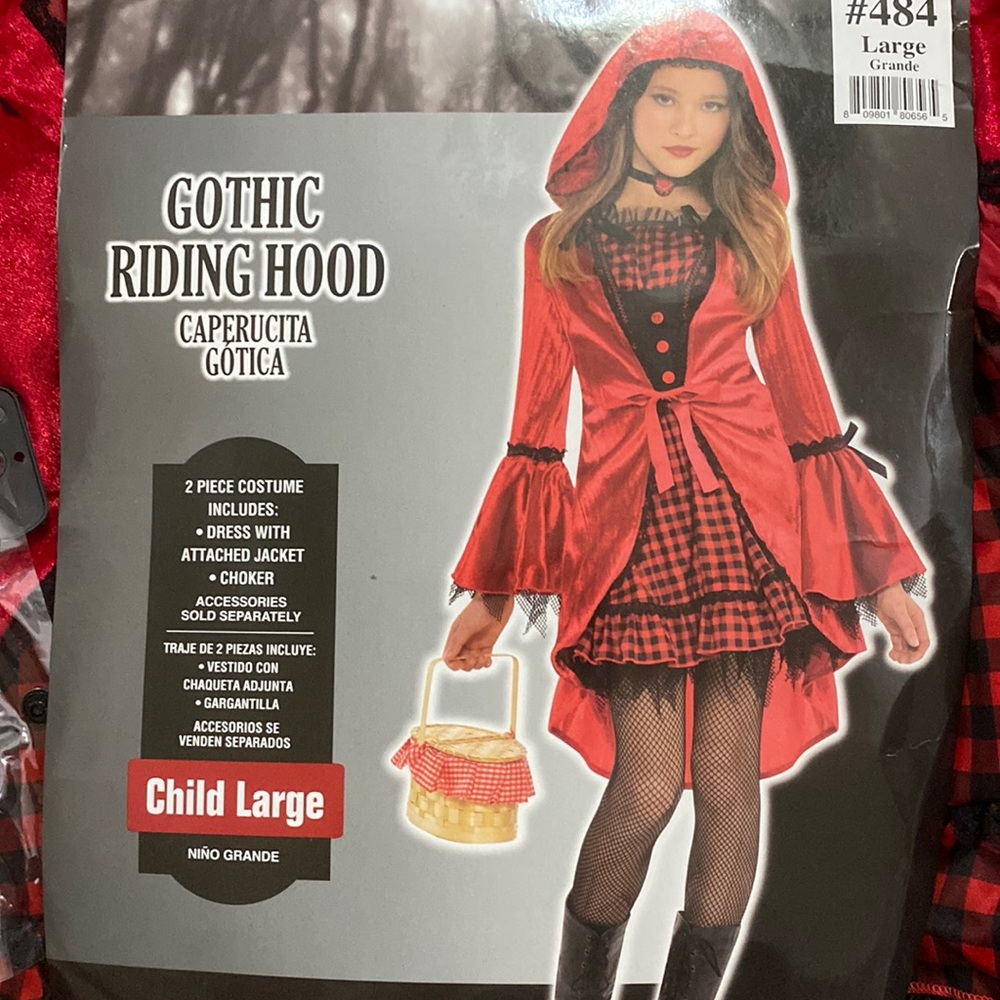 #484
Large
Grande
8 09801 80656 5
GOTHIC
RIDING HOOD
CAPERUCITA
GÓTICA
2 PIECE COSTUME
INCLUDES:
• DRESS WITH
ATTACHED JACKET
• CHOKER
ACCESSORIES
SOLD SEPARATELY
TRAJE DE 2 PIEZAS INCLUYE:
• VESTIDO CON
CHAQUETA ADJUNTA
• GARGANTILLA
ACCESORIOS SE
VENDEN SEPARADOS
Child Large
NIÑO GRANDE